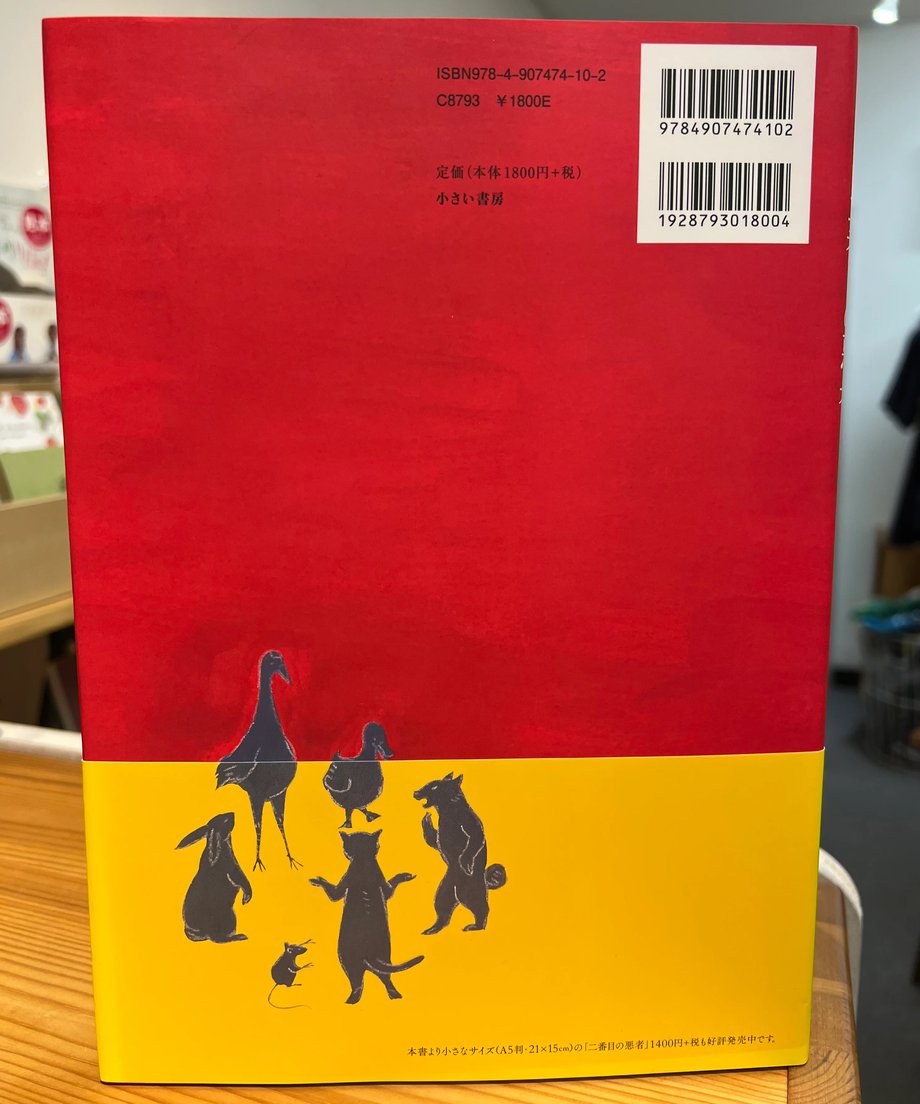 ISBN978-4-907474-10-2
C8793 ¥1800E
定価(本体1800円+税)
小さい書房
9784907474102
1928793018004
本書より小さなサイズ(A5判・21×15cm)の「二番目の悪者」1400円+税も好評発売中です。